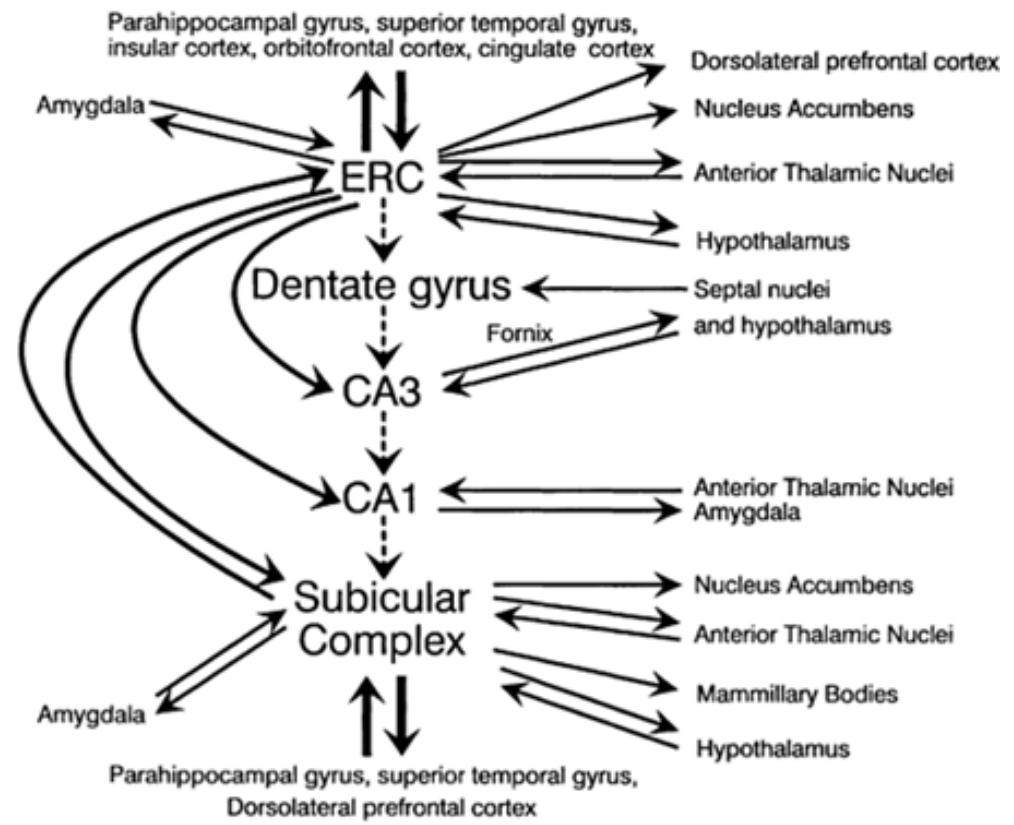 Parahippocampal gyrus, superior temporal gyrus,
insular cortex, orbitofrontal cortex, cingulate cortex
Dorsolateral prefrontal cortex
Amygdala
Nucleus Accumbens
ERC
Anterior Thalamic Nuclei
Hypothalamus
Dentate gyrus
Septal nuclei
and hypothalamus
Fornix
CA3
CA1
Anterior Thalamic Nuclei
Amygdala
Subicular
Complex
Nucleus Accumbens
Anterior Thalamic Nuclei
Mammillary Bodies
Amygdala
Hypothalamus
Parahippocampal gyrus, superior temporal gyrus,
Dorsolateral prefrontal cortex